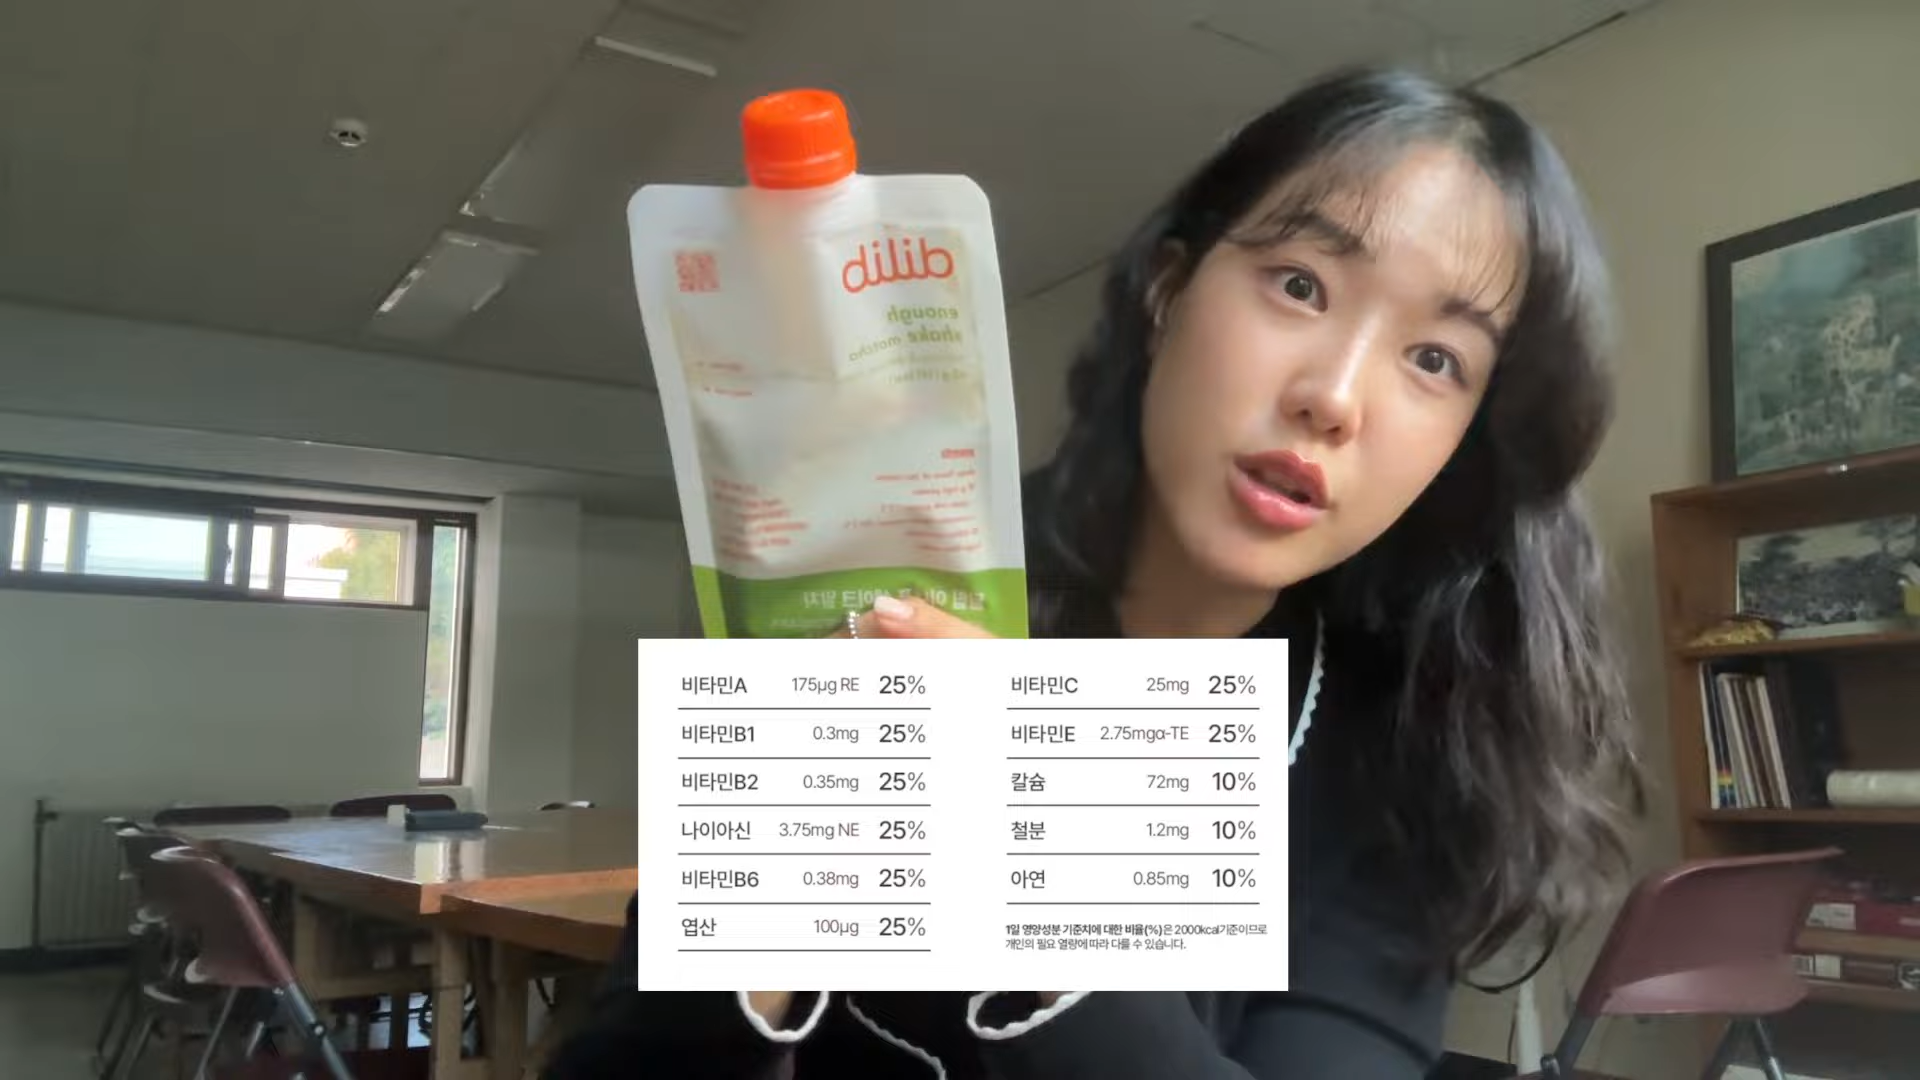 dilib
enough
shake matcha
비타민A 175μg RE 25%
비타민B1 0.3mg 25%
비타민B2 0.35mg 25%
나이아신 3.75mg NE 25%
비타민B6 0.38mg 25%
엽산 100μg 25%
비타민C 25mg 25%
비타민E 2.75mgα-TE 25%
칼슘 72mg 10%
철분 1.2mg 10%
아연 0.85mg 10%
1일 영양성분 기준치에 대한 비율(%)은 2000kcal기준이므로
개인의 필요 열량에 따라 다를 수 있습니다.